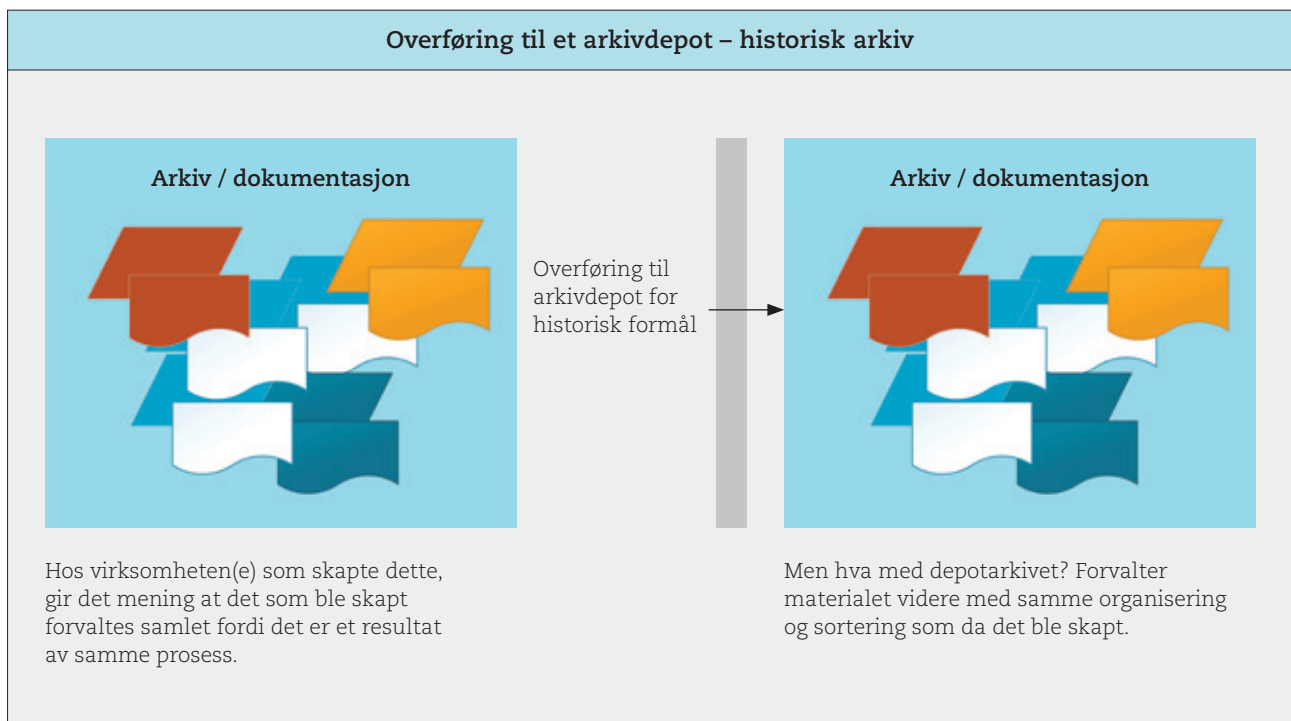 Overføring til et arkivdepot – historisk arkiv
Arkiv / dokumentasjon
Overføring til
arkivdepot for
historisk formål
Arkiv / dokumentasjon
Hos virksomheten(e) som skapte dette,
gir det mening at det som ble skapt
forvaltes samlet fordi det er et resultat
av samme prosess.
Men hva med depotarkivet? Forvalter
materialet videre med samme organisering
og sortering som da det ble skapt.